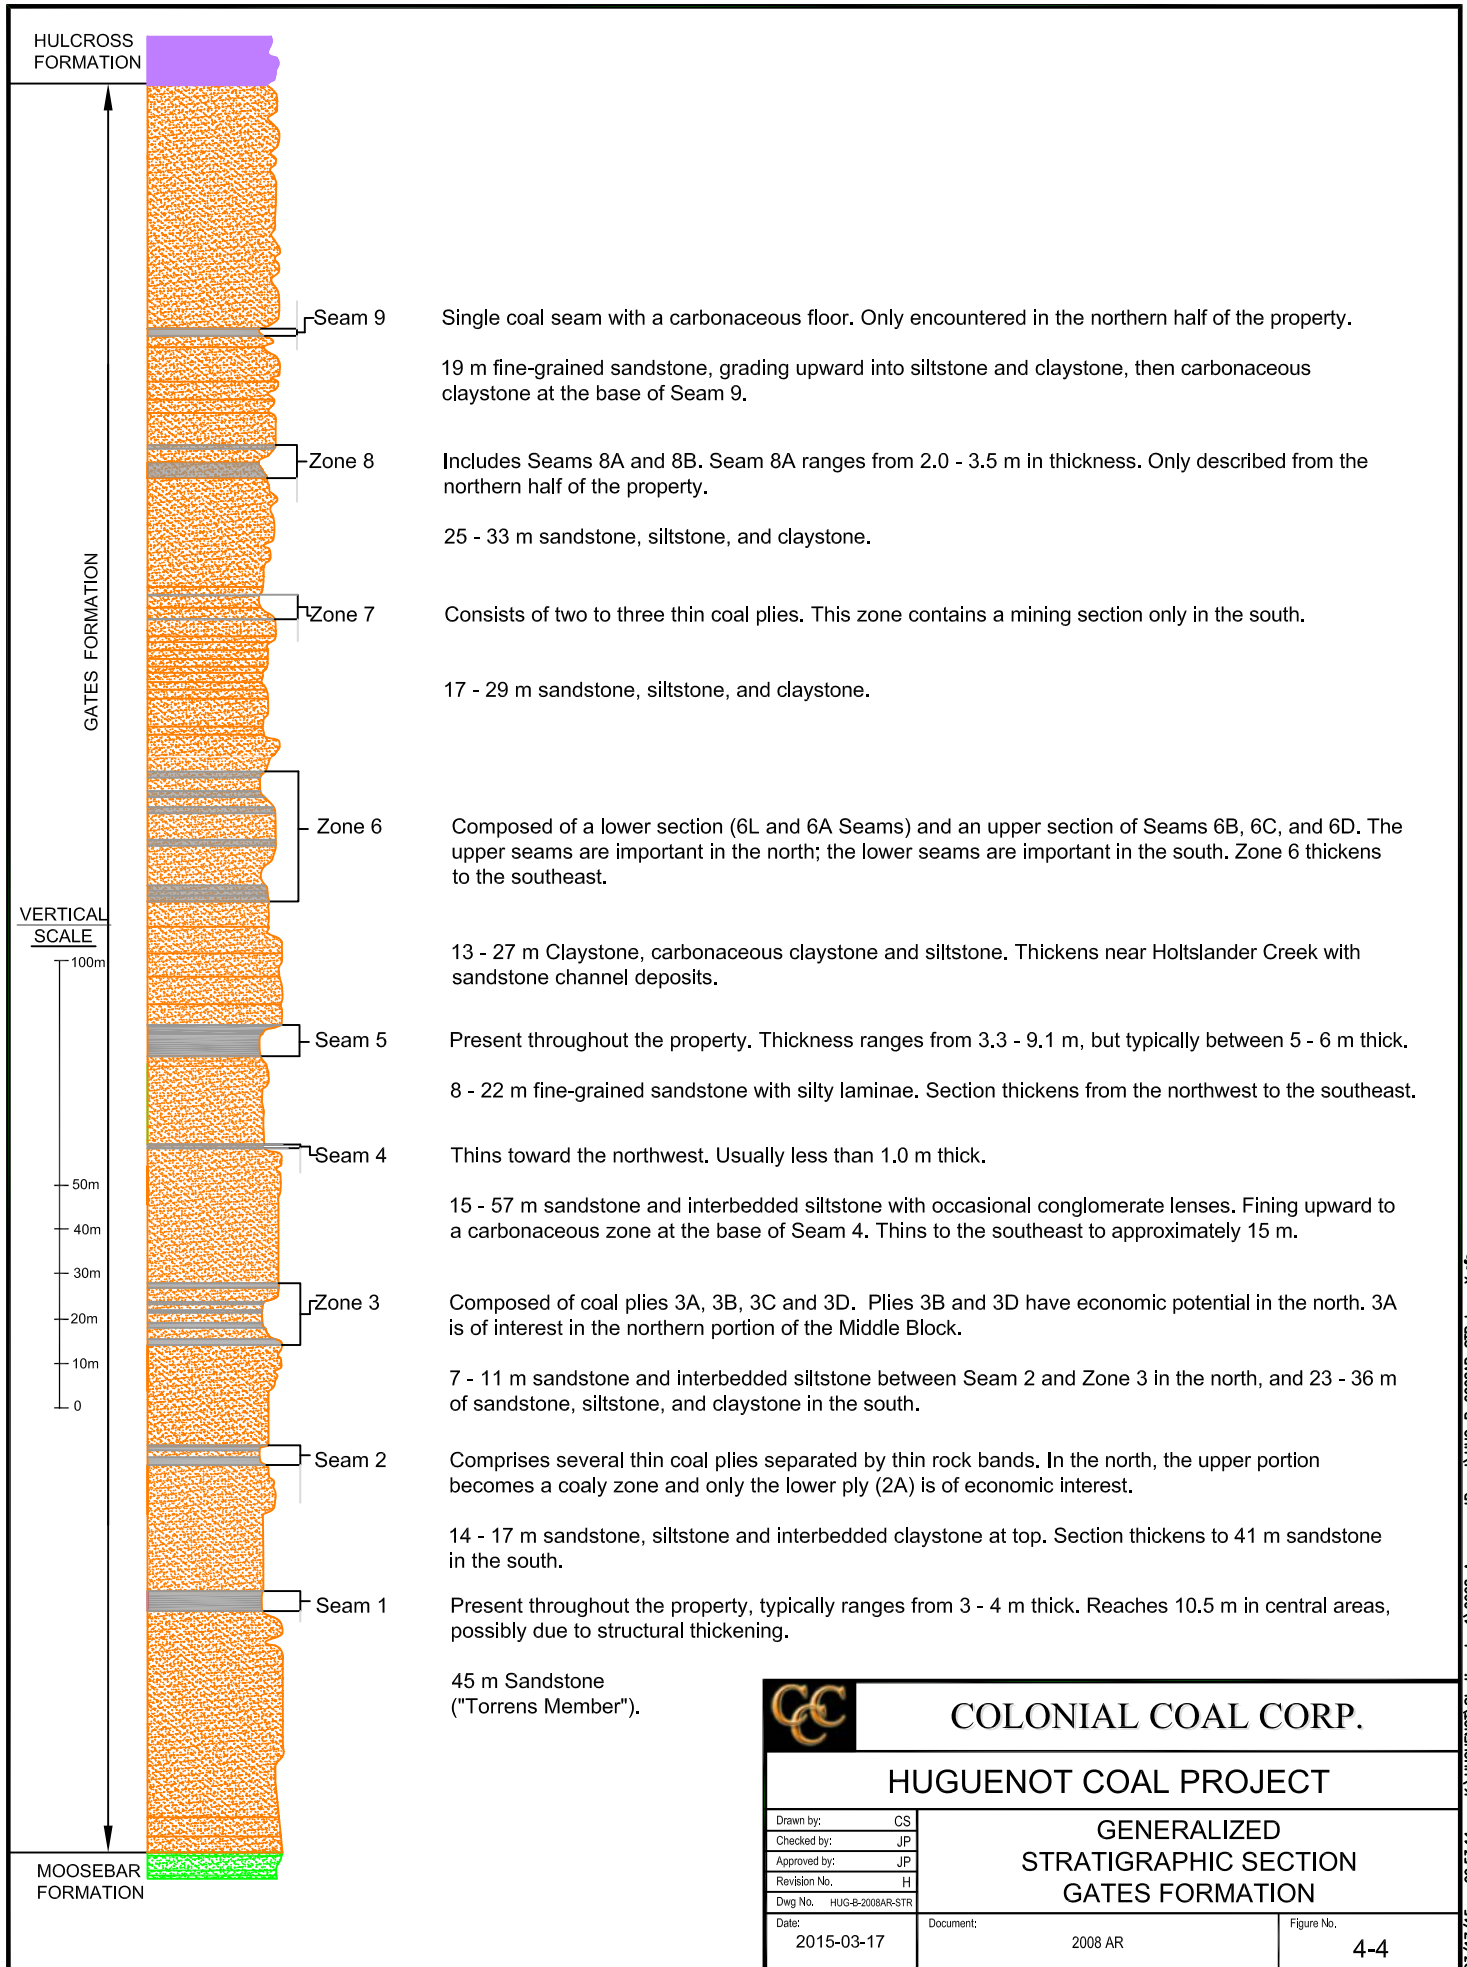 HULCROSS
FORMATION
GATES FORMATION
VERTICAL
SCALE
100m
50m
40m
30m
20m
10m
0
MOOSEBAR
FORMATION
Seam 9
Single coal seam with a carbonaceous floor. Only encountered in the northern half of the property.
19 m fine-grained sandstone, grading upward into siltstone and claystone, then carbonaceous
claystone at the base of Seam 9.
Zone 8
Includes Seams 8A and 8B. Seam 8A ranges from 2.0 - 3.5 m in thickness. Only described from the
northern half of the property.
25 - 33 m sandstone, siltstone, and claystone.
Zone 7
Consists of two to three thin coal plies. This zone contains a mining section only in the south.
17 - 29 m sandstone, siltstone, and claystone.
Zone 6
Composed of a lower section (6L and 6A Seams) and an upper section of Seams 6B, 6C, and 6D. The
upper seams are important in the north; the lower seams are important in the south. Zone 6 thickens
to the southeast.
13 - 27 m Claystone, carbonaceous claystone and siltstone. Thickens near Holtslander Creek with
sandstone channel deposits.
Seam 5
Present throughout the property. Thickness ranges from 3.3 - 9.1 m, but typically between 5 - 6 m thick.
8 - 22 m fine-grained sandstone with silty laminae. Section thickens from the northwest to the southeast.
Seam 4
Thins toward the northwest. Usually less than 1.0 m thick.
15 - 57 m sandstone and interbedded siltstone with occasional conglomerate lenses. Fining upward to
a carbonaceous zone at the base of Seam 4. Thins to the southeast to approximately 15 m.
Zone 3
Composed of coal plies 3A, 3B, 3C and 3D. Plies 3B and 3D have economic potential in the north. 3A
is of interest in the northern portion of the Middle Block.
7 - 11 m sandstone and interbedded siltstone between Seam 2 and Zone 3 in the north, and 23 - 36 m
of sandstone, siltstone, and claystone in the south.
Seam 2
Comprises several thin coal plies separated by thin rock bands. In the north, the upper portion
becomes a coaly zone and only the lower ply (2A) is of economic interest.
14 - 17 m sandstone, siltstone and interbedded claystone at top. Section thickens to 41 m sandstone
in the south.
Seam 1
Present throughout the property, typically ranges from 3 - 4 m thick. Reaches 10.5 m in central areas,
possibly due to structural thickening.
45 m Sandstone
("Torrens Member").
CCC
COLONIAL COAL CORP.
HUGUENOT COAL PROJECT
Drawn by: CS
Checked by: JP
Approved by: JP
Revision No. H
Dwg No. HUG-B-2008AR-STR
GENERALIZED
STRATIGRAPHIC SECTION
GATES FORMATION
Date:
2015-03-17
Document:
2008 AR
Figure No.
4-4